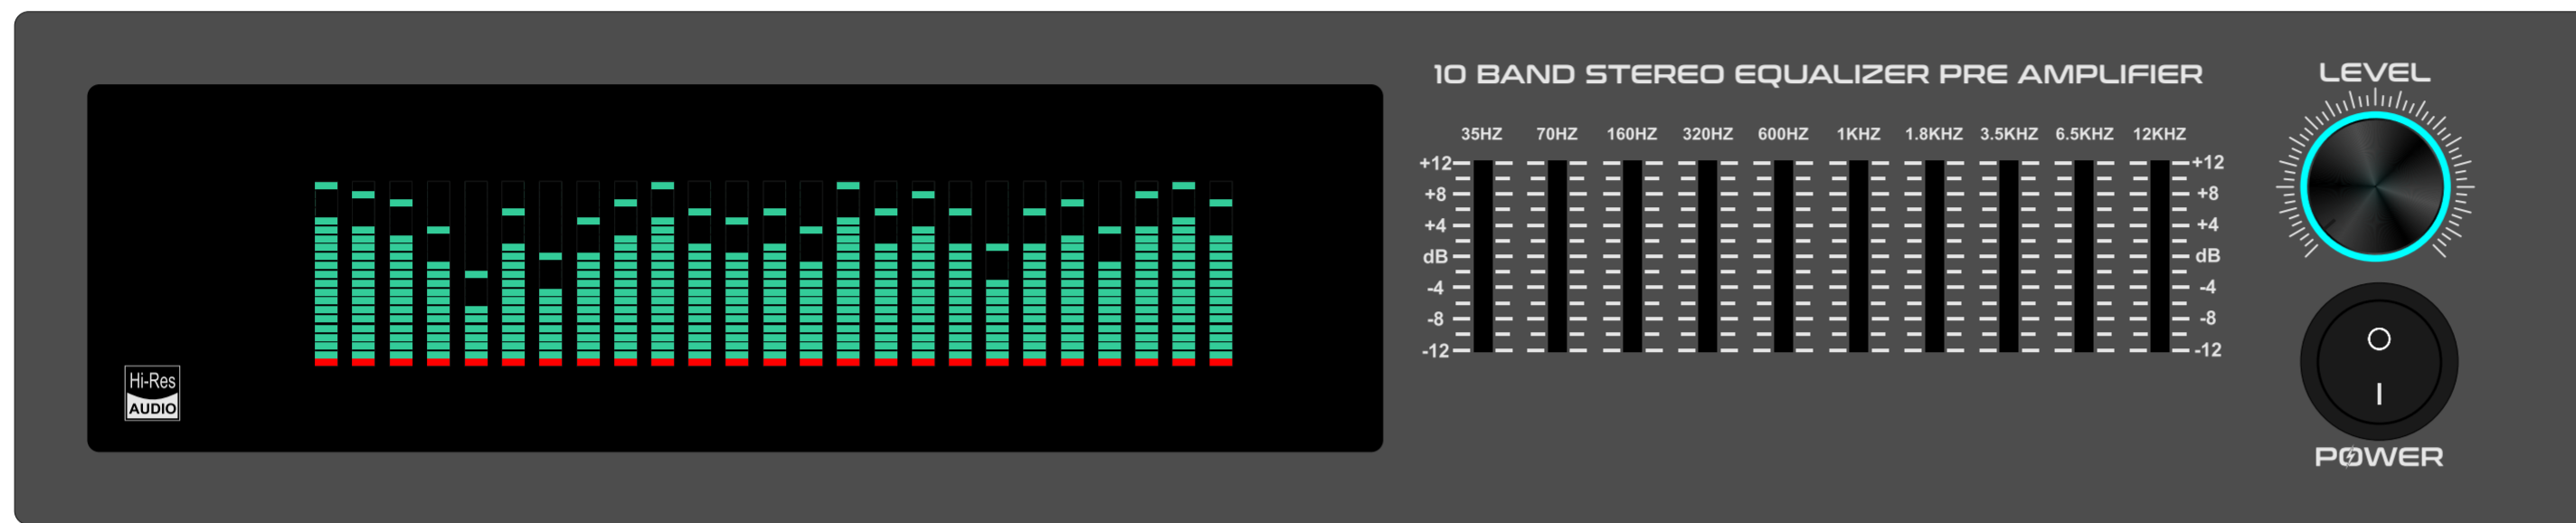 10 BAND STEREO EQUALIZER PRE AMPLIFIER
LEVEL
35HZ 70HZ 160HZ 320HZ 600HZ 1KHZ 1.8KHZ 3.5KHZ 6.5KHZ 12KHZ
+12 +12
+8 +8
+4 +4
dB dB
-4 -4
-8 -8
-12 -12
Hi-Res
AUDIO
POWER